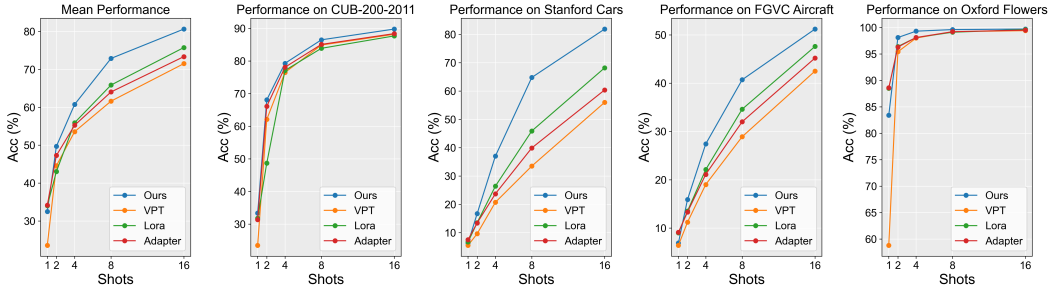 Mean Performance
Acc (%)
80
70
60
50
40
30
Ours
VPT
Lora
Adapter
1 2 4 8 16
Shots
Performance on CUB-200-2011
Acc (%)
90
80
70
60
50
40
30
Ours
VPT
Lora
Adapter
1 2 4 8 16
Shots
Performance on Stanford Cars
Acc (%)
80
70
60
50
40
30
20
10
Ours
VPT
Lora
Adapter
1 2 4 8 16
Shots
Performance on FGVC Aircraft
Acc (%)
50
40
30
20
10
Ours
VPT
Lora
Adapter
1 2 4 8 16
Shots
Performance on Oxford Flowers
Acc (%)
100
95
90
85
80
75
70
65
60
Ours
VPT
Lora
Adapter
1 2 4 8 16
Shots